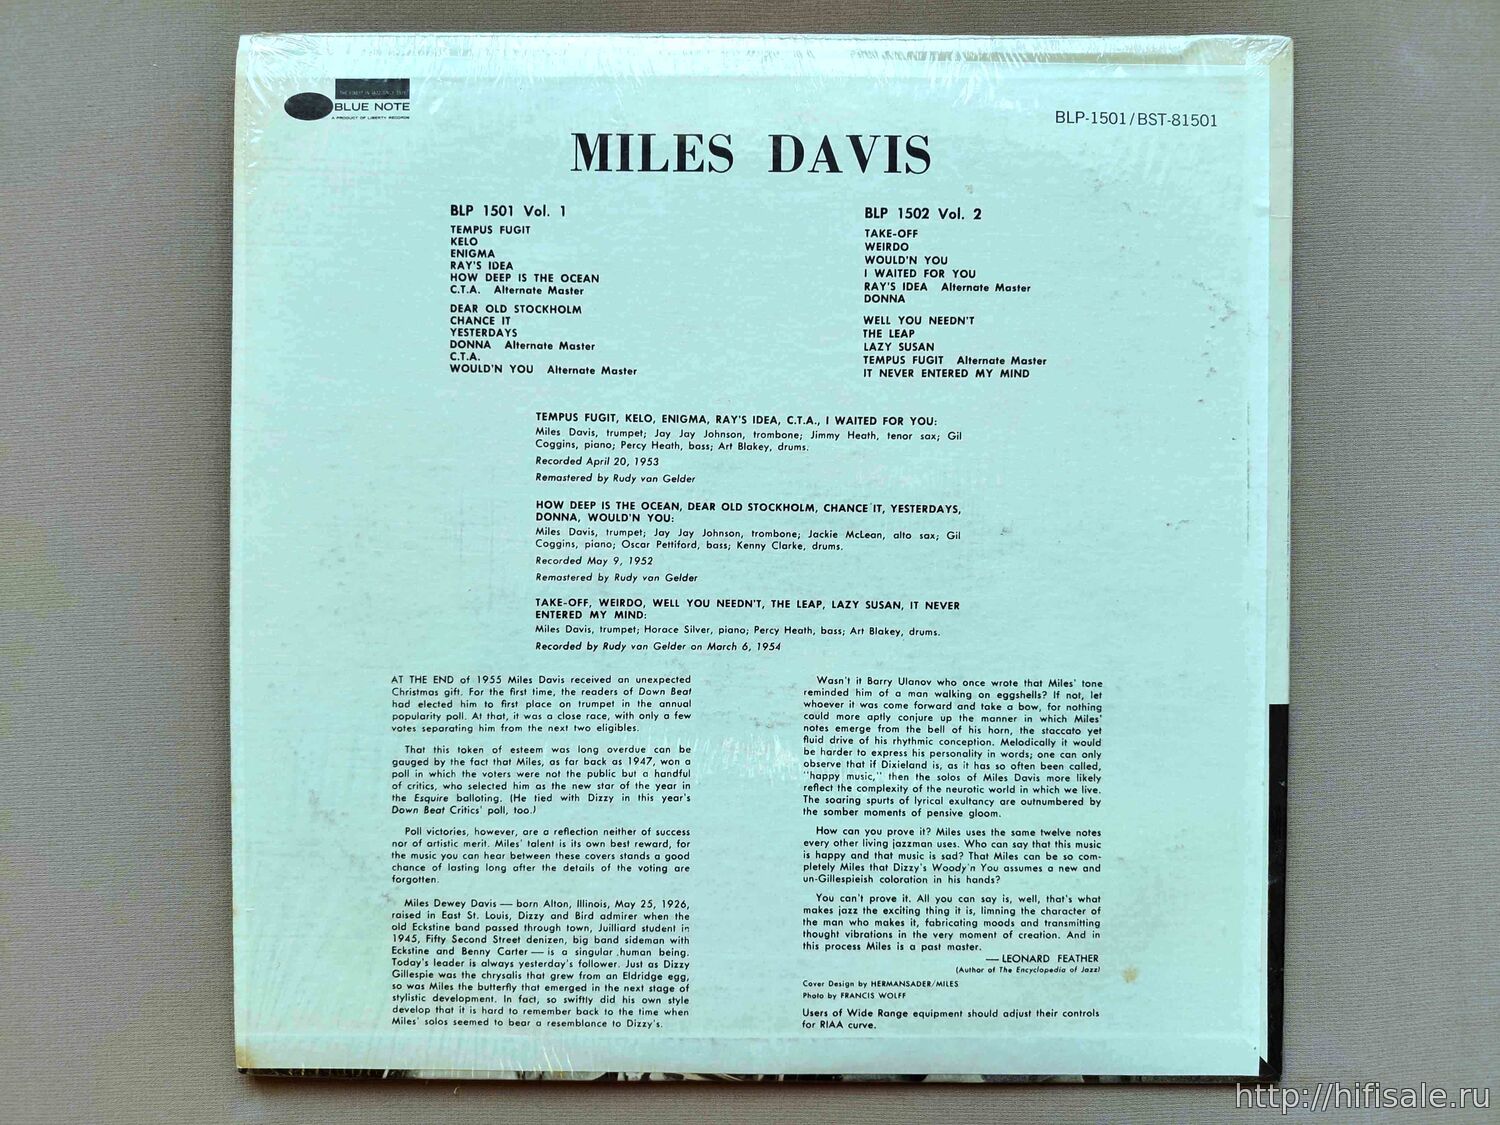 THE FINEST IN JAZZ SINCE 1939
BLUE NOTE
A PRODUCT OF LIBERTY RECORDS
BLP-1501/BST-81501
MILES DAVIS
BLP 1501 Vol. 1
TEMPUS FUGIT
KELO
ENIGMA
RAY'S IDEA
HOW DEEP IS THE OCEAN
C.T.A. Alternate Master
DEAR OLD STOCKHOLM
CHANCE IT
YESTERDAYS
DONNA Alternate Master
C.T.A.
WOULD'N YOU Alternate Master
BLP 1502 Vol. 2
TAKE-OFF
WEIRDO
WOULD'N YOU
I WAITED FOR YOU
RAY'S IDEA Alternate Master
DONNA
WELL YOU NEEDN'T
THE LEAP
LAZY SUSAN
TEMPUS FUGIT Alternate Master
IT NEVER ENTERED MY MIND
TEMPUS FUGIT, KELO, ENIGMA, RAY'S IDEA, C.T.A., I WAITED FOR YOU:
Miles Davis, trumpet; Jay Jay Johnson, trombone; Jimmy Heath, tenor sax; Gil
Coggins, piano; Percy Heath, bass; Art Blakey, drums.
Recorded April 20, 1953
Remastered by Rudy van Gelder
HOW DEEP IS THE OCEAN, DEAR OLD STOCKHOLM, CHANCE IT, YESTERDAYS,
DONNA, WOULD'N YOU:
Miles Davis, trumpet; Jay Jay Johnson, trombone; Jackie McLean, alto sax; Gil
Coggins, piano; Oscar Pettiford, bass; Kenny Clarke, drums.
Recorded May 9, 1952
Remastered by Rudy van Gelder
TAKE-OFF, WEIRDO, WELL YOU NEEDN'T, THE LEAP, LAZY SUSAN, IT NEVER
ENTERED MY MIND:
Miles Davis, trumpet; Horace Silver, piano; Percy Heath, bass; Art Blakey, drums.
Recorded by Rudy van Gelder on March 6, 1954
AT THE END of 1955 Miles Davis received an unexpected
Christmas gift. For the first time, the readers of Down Beat
had elected him to first place on trumpet in the annual
popularity poll. At that, it was a close race, with only a few
votes separating him from the next two eligibles.
That this token of esteem was long overdue can be
gauged by the fact that Miles, as far back as 1947, won a
poll in which the voters were not the public but a handful
of critics, who selected him as the new star of the year in
the Esquire balloting. (He tied with Dizzy in this year's
Down Beat Critics' poll, too.)
Poll victories, however, are a reflection neither of success
nor of artistic merit. Miles' talent is its own best reward, for
the music you can hear between these covers stands a good
chance of lasting long after the details of the voting are
forgotten.
Miles Dewey Davis — born Alton, Illinois, May 25, 1926,
raised in East St. Louis, Dizzy and Bird admirer when the
old Eckstine band passed through town, Juilliard student in
1945, Fifty Second Street denizen, big band sideman with
Eckstine and Benny Carter — is a singular human being.
Today's leader is always yesterday's follower. Just as Dizzy
Gillespie was the chrysalis that grew from an Eldridge egg,
so was Miles the butterfly that emerged in the next stage of
stylistic development. In fact, so swiftly did his own style
develop that it is hard to remember back to the time when
Miles' solos seemed to bear a resemblance to Dizzy's.
Wasn't it Barry Ulanov who once wrote that Miles' tone
reminded him of a man walking on eggshells? If not, let
whoever it was come forward and take a bow, for nothing
could more aptly conjure up the manner in which Miles'
notes emerge from the bell of his horn, the staccato yet
fluid drive of his rhythmic conception. Melodically it would
be harder to express his personality in words; one can only
observe that if Dixieland is, as it has so often been called,
"happy music," then the solos of Miles Davis more likely
reflect the complexity of the neurotic world in which we live.
The soaring spurts of lyrical exultancy are outnumbered by
the somber moments of pensive gloom.
How can you prove it? Miles uses the same twelve notes
every other living jazzman uses. Who can say that this music
is happy and that music is sad? That Miles can be so com-
pletely Miles that Dizzy's Woody'n You assumes a new and
un-Gillespieish coloration in his hands?
You can't prove it. All you can say is, well, that's what
makes jazz the exciting thing it is, limning the character of
the man who makes it, fabricating moods and transmitting
thought vibrations in the very moment of creation. And in
this process Miles is a past master.
— LEONARD FEATHER
(Author of The Encyclopedia of Jazz)
Cover Design by HERMANSADER/MILES
Photo by FRANCIS WOLFF
Users of Wide Range equipment should adjust their controls
for RIAA curve.
http://hifisale.ru